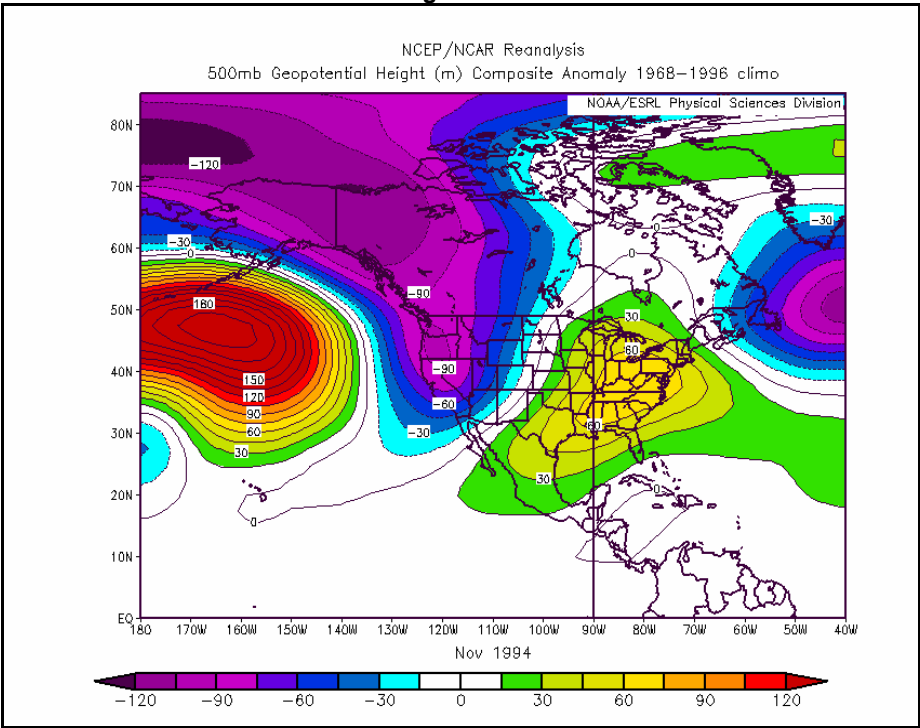 NCEP/NCAR Reanalysis
500mb Geopotential Height (m) Composite Anomaly 1968-1996 climo
NOAA/ESRL Physical Sciences Division
80N
-120
70N
-30
0
-30
60N
0
0
-90
180
50N
30
60
-90
40N
150
120
-60
90
60
-30
60
30N
30
30
20N
0
0
10N
EQ
180 170W 160W 150W 140W 130W 120W 110W 100W 90W 80W 70W 60W 50W 40W
Nov 1994
-120 -90 -60 -30 0 30 60 90 120